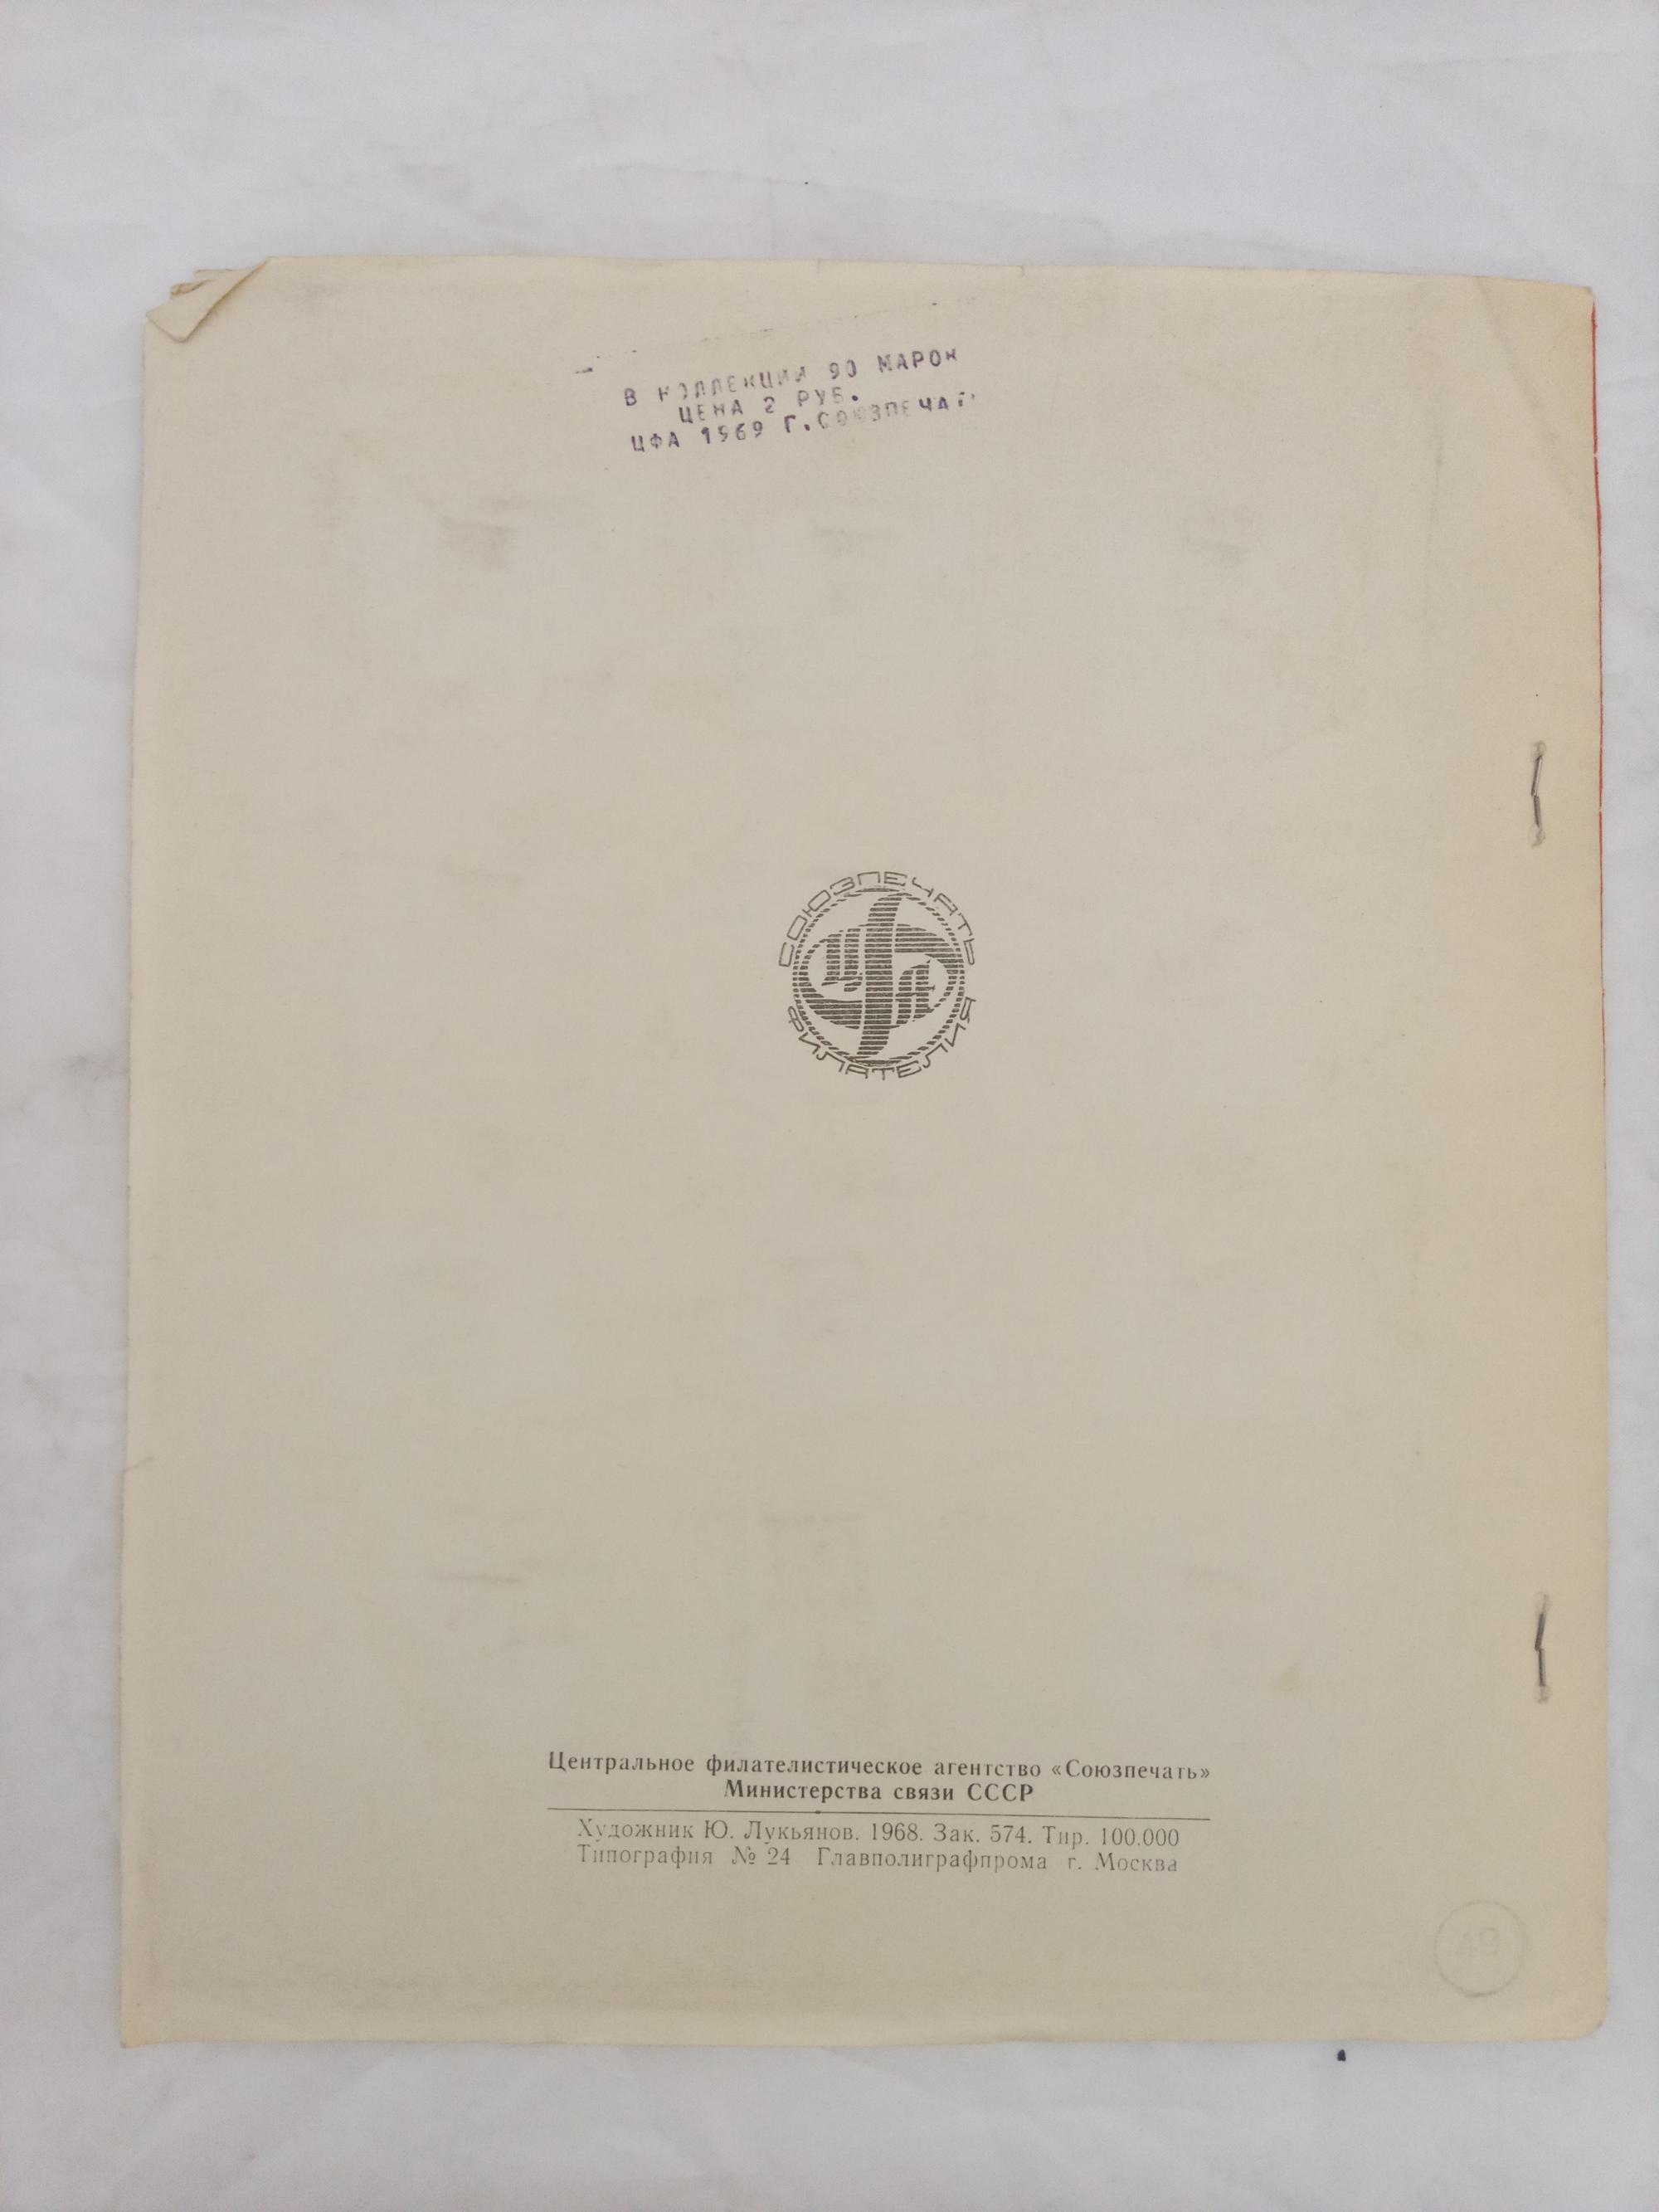 В КОЛЛЕКЦИИ 90 МАРОК
ЦЕНА 2 РУБ.
ЦФА 1969 Г. СОЮЗПЕЧАТЬ
СОЮЗПЕЧАТЬ
ЦФА
ФИЛАТЕЛИЯ
Центральное филателистическое агентство «Союзпечать»
Министерства связи СССР
Художник Ю. Лукьянов. 1968. Зак. 574. Тир. 100.000
Типография № 24 Главполиграфпрома г. Москва
49